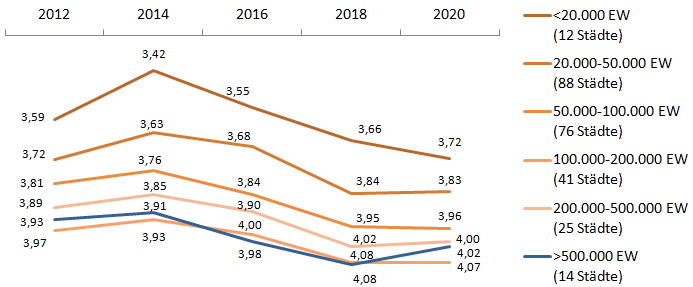 2012 2014 2016 2018 2020
<20.000 EW
(12 Städte)
20.000-50.000 EW
(88 Städte)
50.000-100.000 EW
(76 Städte)
100.000-200.000 EW
(41 Städte)
200.000-500.000 EW
(25 Städte)
>500.000 EW
(14 Städte)
3,59 3,42 3,55 3,66 3,72
3,72 3,63 3,68 3,84 3,83
3,81 3,76 3,84 3,95 3,96
3,89 3,85 3,90 4,02 4,00
3,93 3,91 3,98 4,08 4,02
3,97 3,93 4,00 4,08 4,07